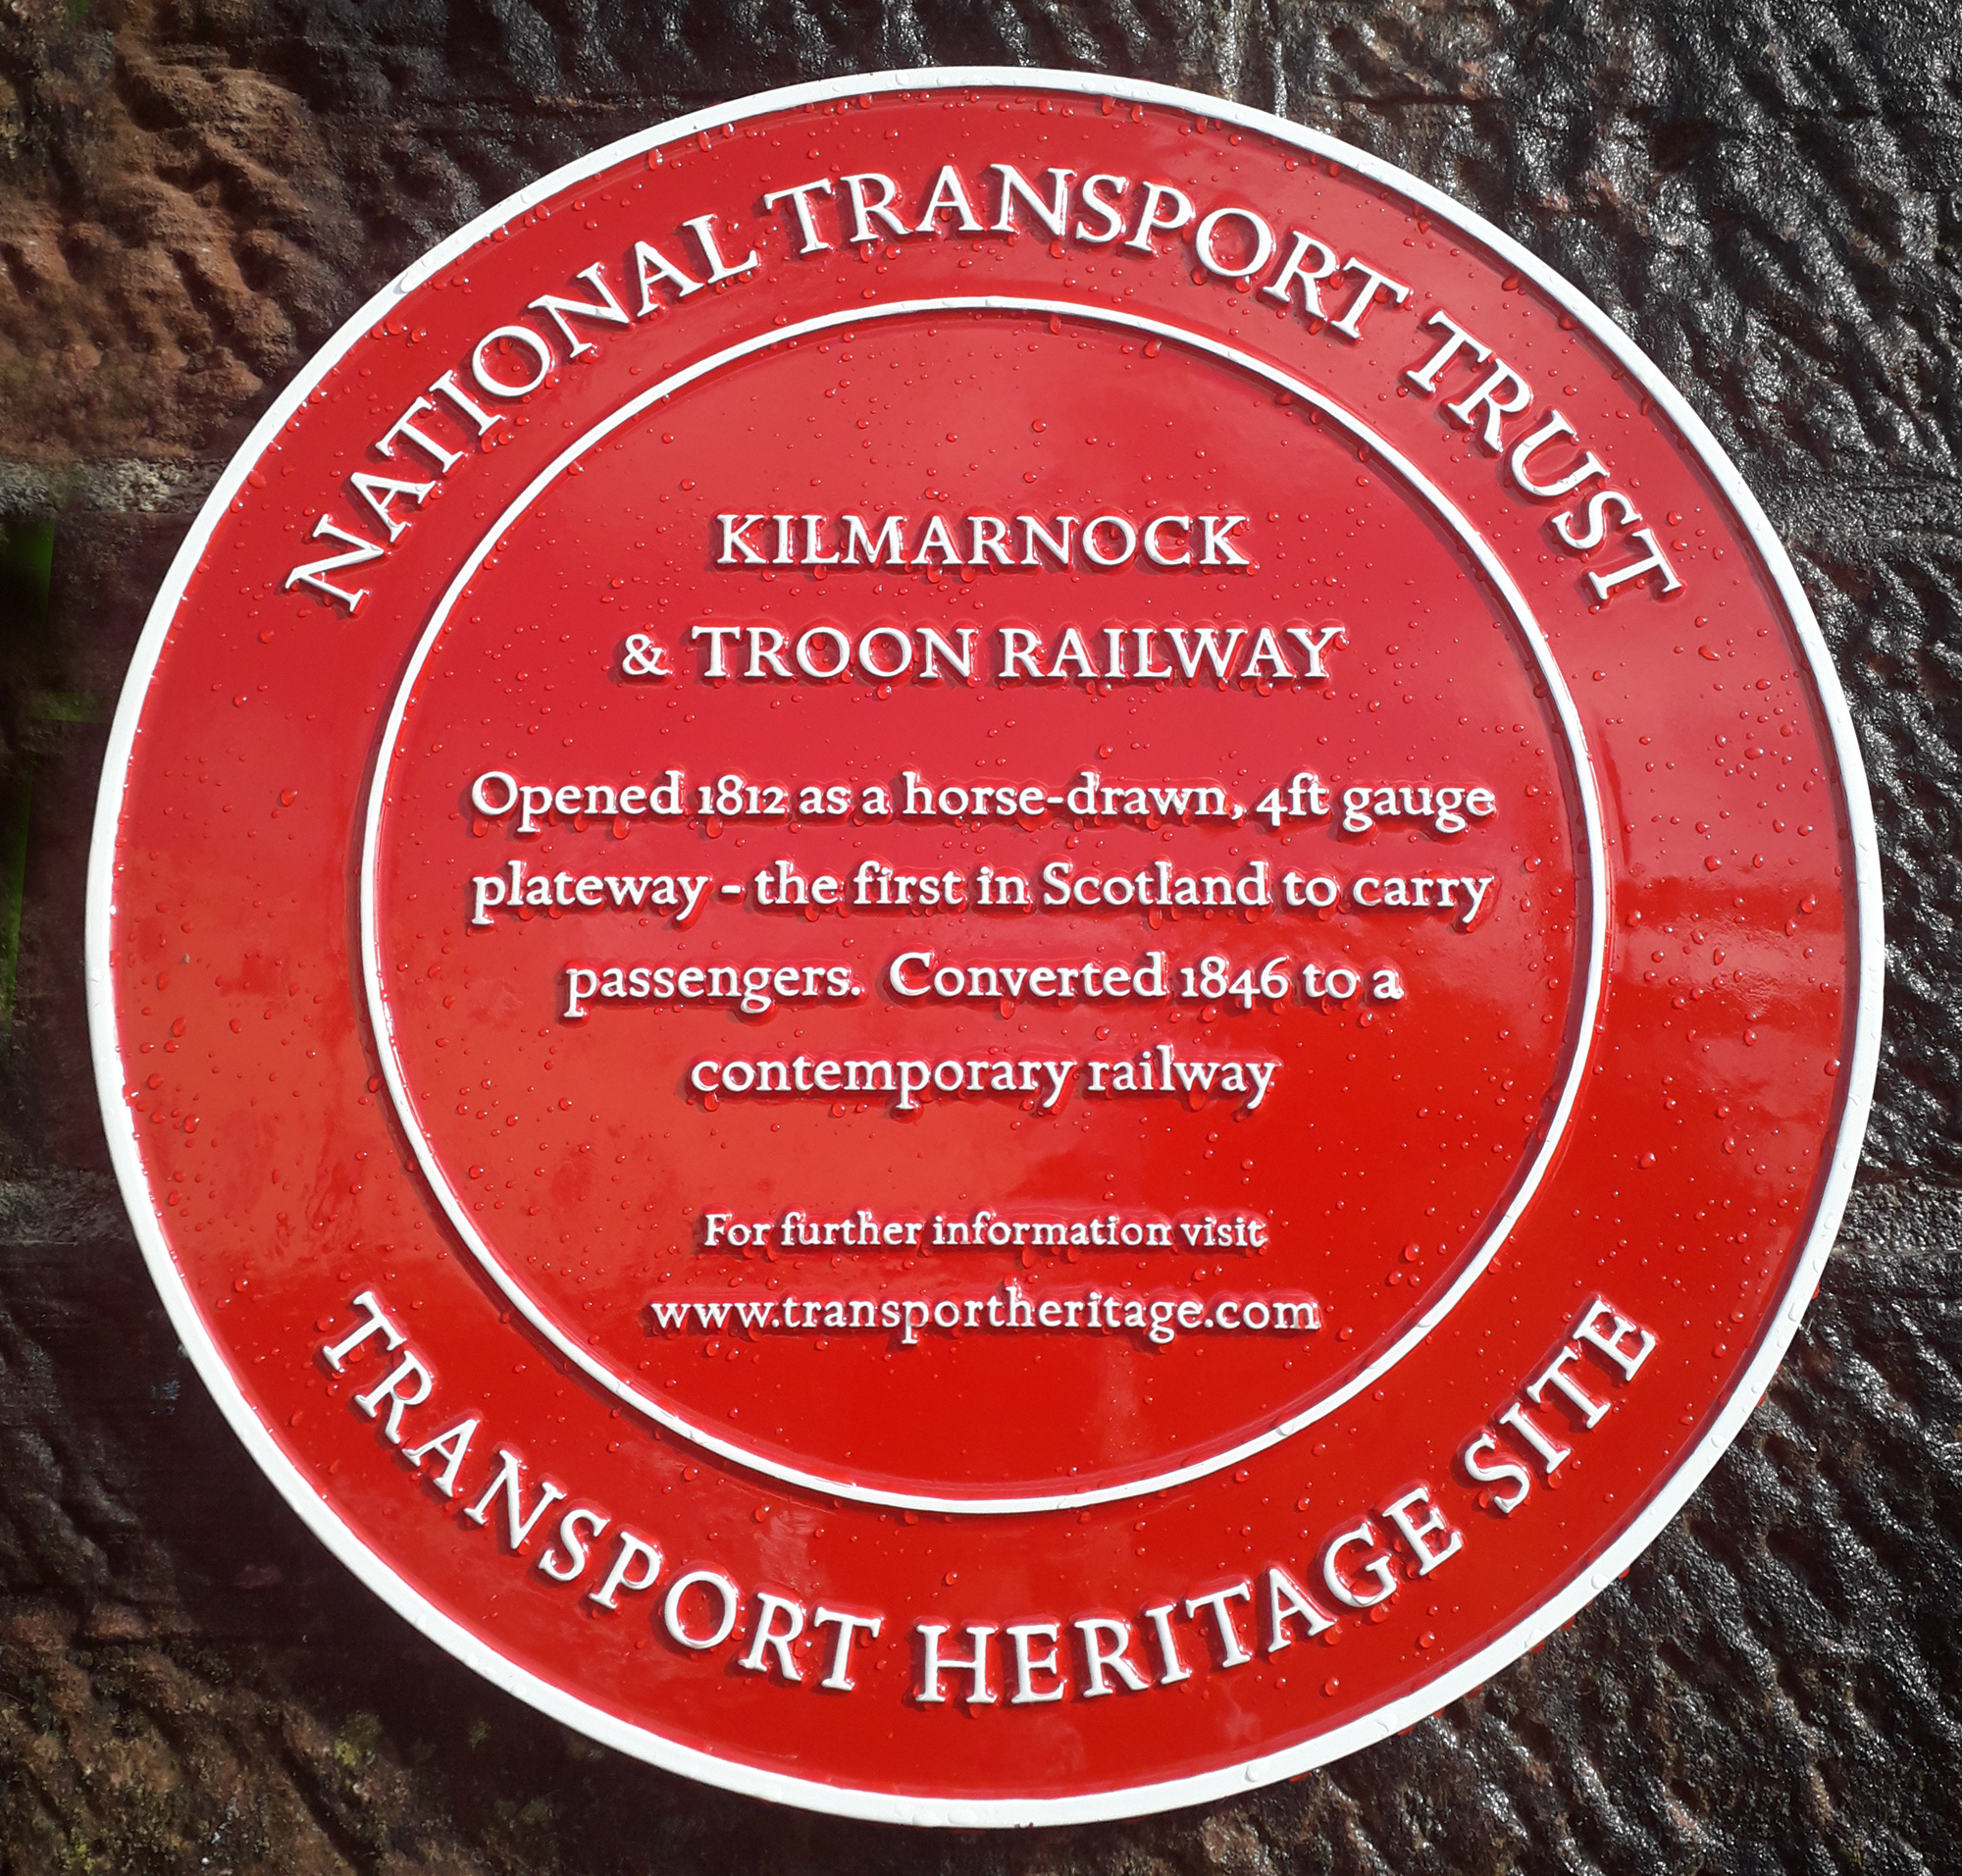 NATIONAL TRANSPORT TRUST
KILMARNOCK
& TROON RAILWAY
Opened 1812 as a horse-drawn, 4ft gauge
plateway - the first in Scotland to carry
passengers. Converted 1846 to a
contemporary railway
For further information visit
www.transportheritage.com
TRANSPORT HERITAGE SITE